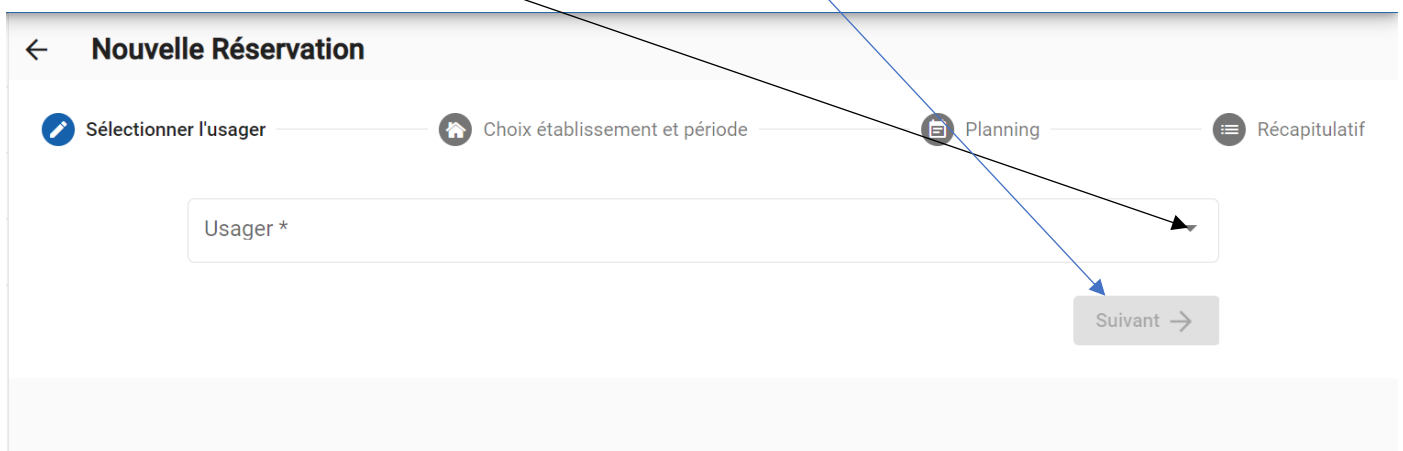 Nouvelle Réservation
Sélectionner l'usager
Choix établissement et période
Planning
Récapitulatif
Usager *
Suivant